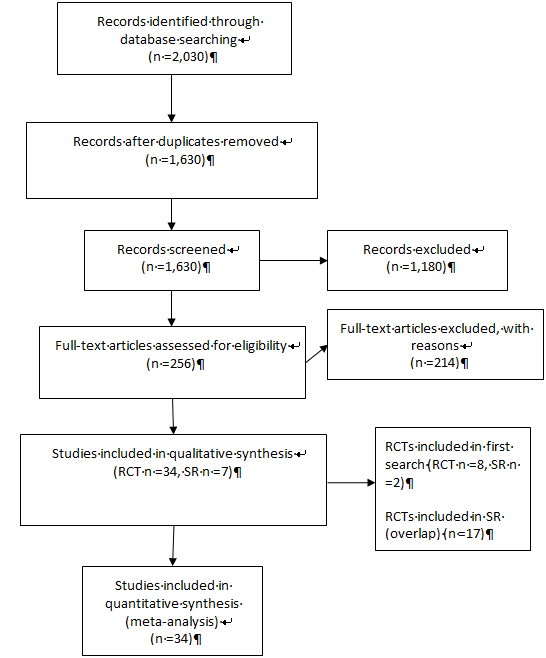 Records·identified·through·
database·searching·↵
(n·=2,030)¶
Records·after·duplicates·removed·↵
(n·=1,630)¶
Records·screened·↵
(n·=1,630)¶
Records·excluded·↵
(n·=1,180)¶
Full-text·articles·assessed·for·eligibility↵
(n·=256)¶
Full-text·articles·excluded,·with·
reasons↵
(n·=214)¶
Studies·included·in·qualitative·synthesis↵
(RCT·n·=34,·SR·n·=7)¶
RCTs·included·in·first·
search·(RCT·n·=8,·SR·n·
=2)¶
RCTs·included·in·SR·
(overlap)·(n·=17)¶
Studies·included·in·
quantitative·synthesis·
(meta-analysis)↵
(n·=34)¶